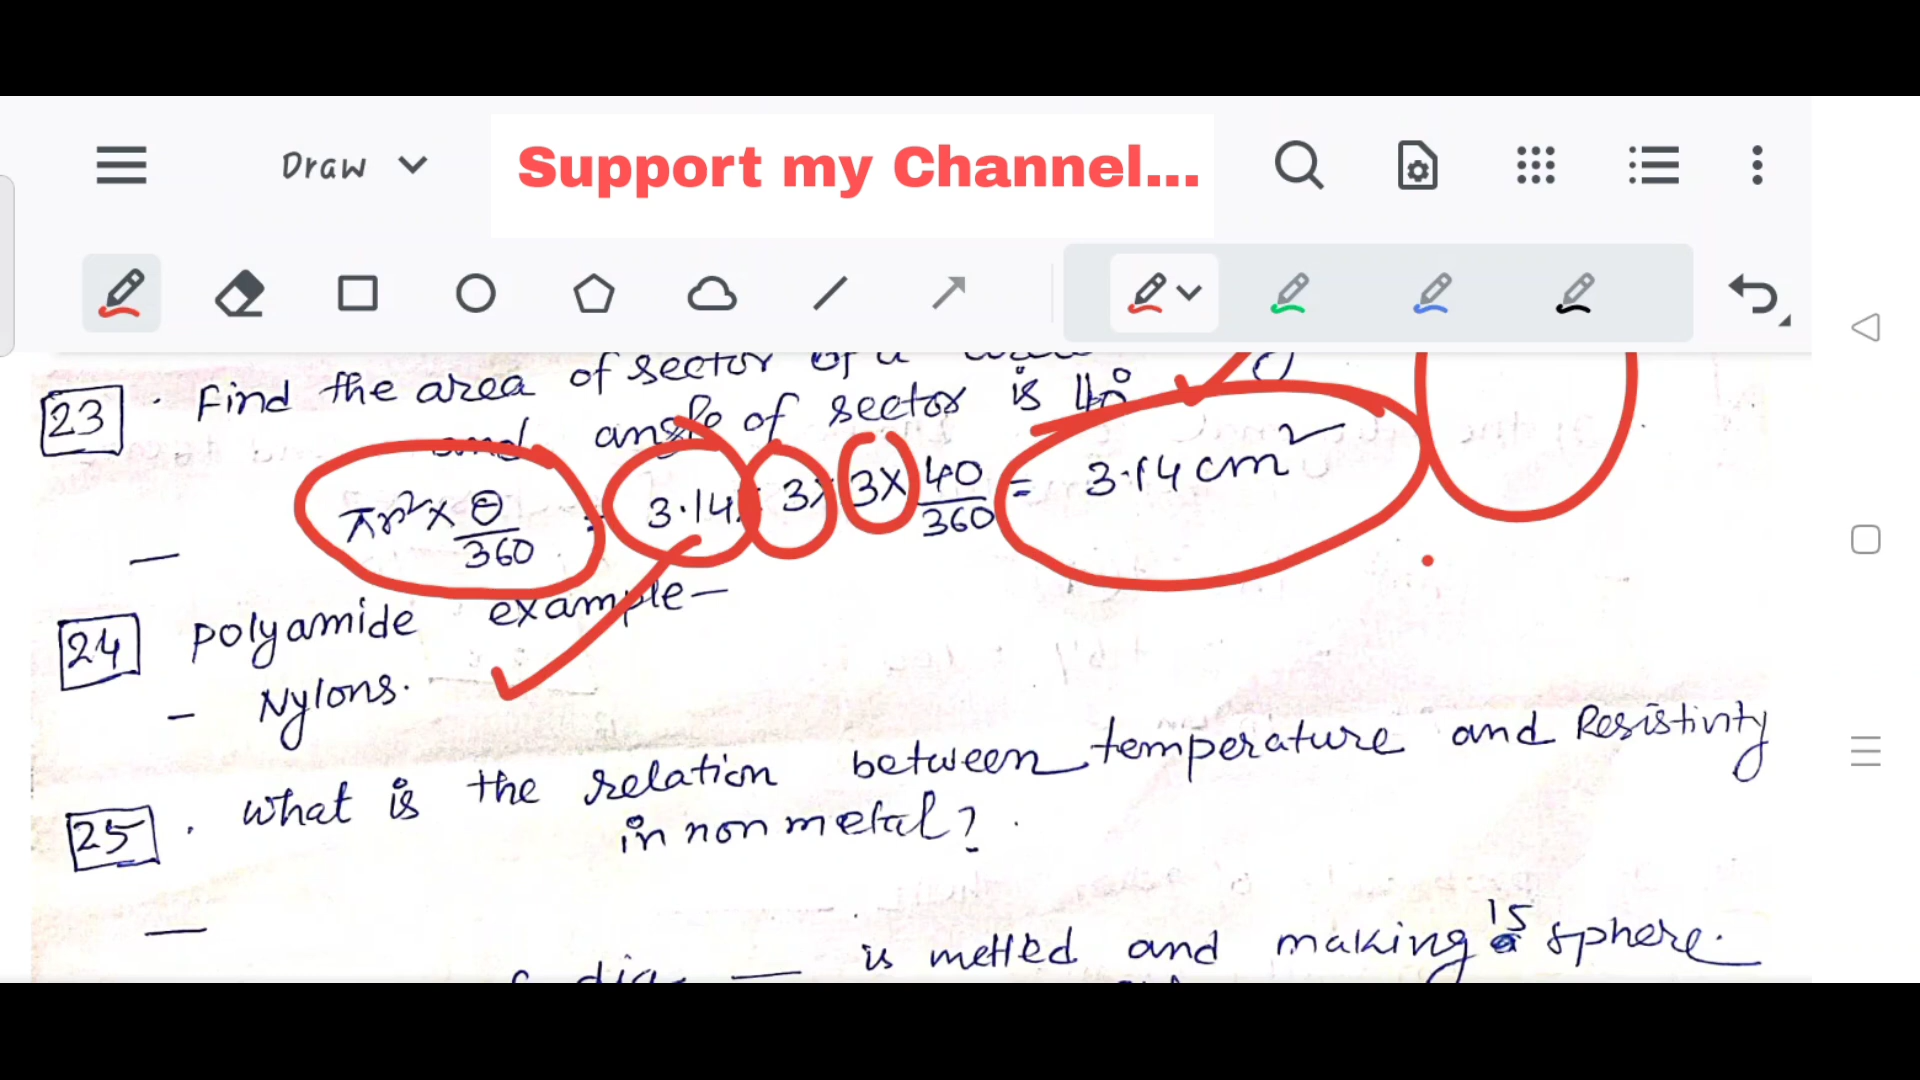 Draw
Support my Channel...
23 . Find the area of sector of a
and angle of sector is 40°
πr²× θ/360 = 3.14× 3× 3× 40/360 = 3.14 cm²
24 polyamide example-
- Nylons.
25 . What is the relation between temperature and Resistivity
in non metal?
is melted and making 15 sphere.